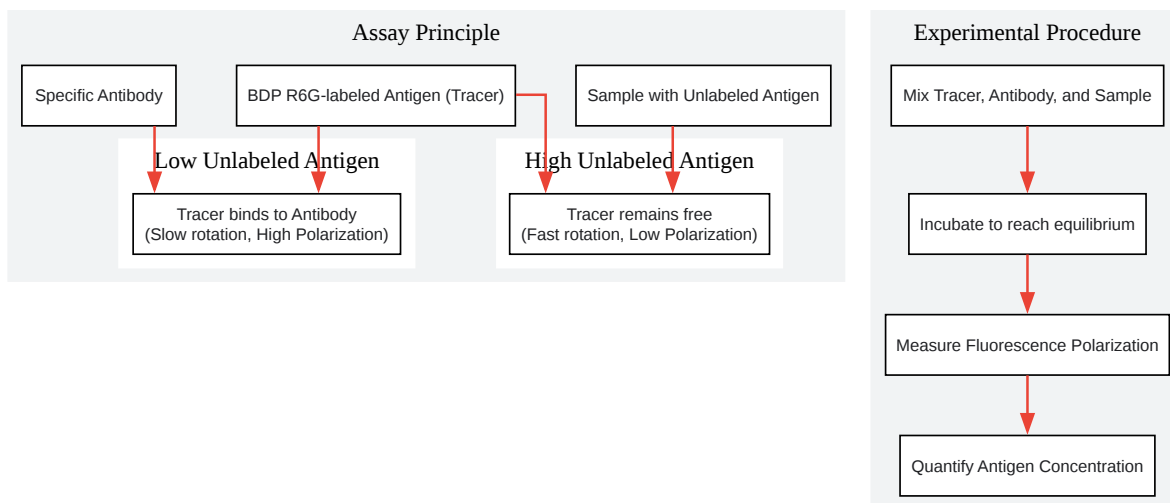 Assay Principle
Specific Antibody
BDP R6G-labeled Antigen (Tracer)
Sample with Unlabeled Antigen
Low Unlabeled Antigen
High Unlabeled Antigen
Tracer binds to Antibody
(Slow rotation, High Polarization)
Tracer remains free
(Fast rotation, Low Polarization)
Experimental Procedure
Mix Tracer, Antibody, and Sample
Incubate to reach equilibrium
Measure Fluorescence Polarization
Quantify Antigen Concentration